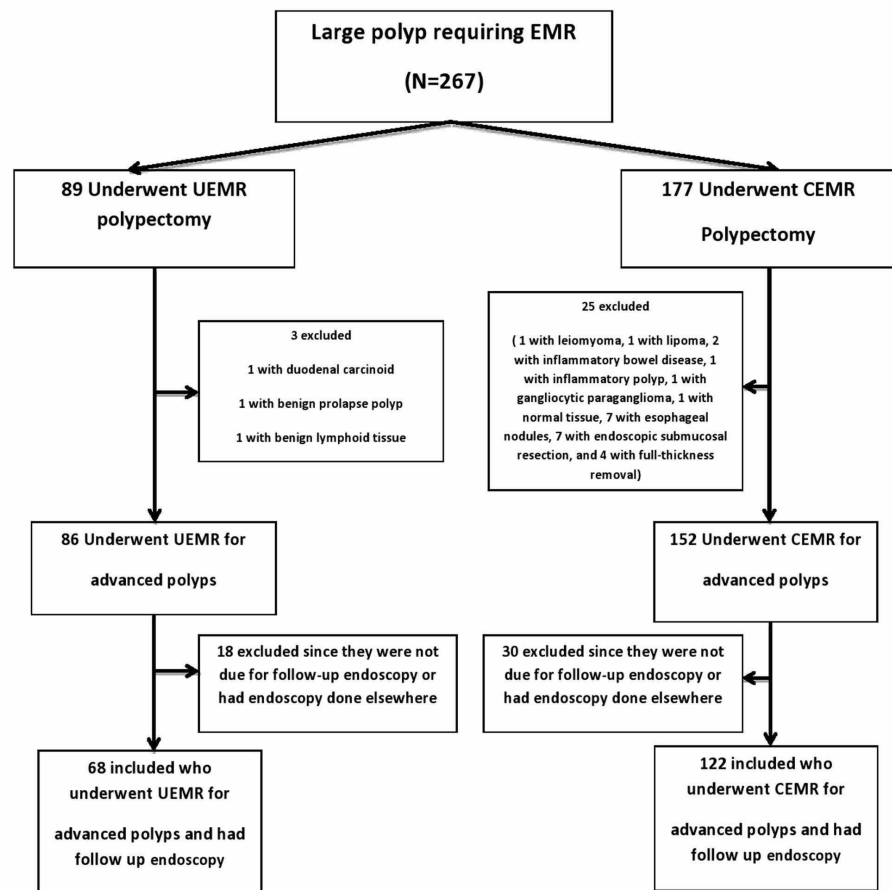 Large polyp requiring EMR
(N=267)
89 Underwent UEMR
polypectomy
177 Underwent CEMR
Polypectomy
3 excluded
1 with duodenal carcinoid
1 with benign prolapse polyp
1 with benign lymphoid tissue
25 excluded
( 1 with leiomyoma, 1 with lipoma, 2
with inflammatory bowel disease, 1
with inflammatory polyp, 1 with
gangliocytic paraganglioma, 1 with
normal tissue, 7 with esophageal
nodules, 7 with endoscopic submucosal
resection, and 4 with full-thickness
removal)
86 Underwent UEMR for
advanced polyps
152 Underwent CEMR for
advanced polyps
18 excluded since they were not
due for follow-up endoscopy or
had endoscopy done elsewhere
30 excluded since they were not
due for follow-up endoscopy or
had endoscopy done elsewhere
68 included who
underwent UEMR for
advanced polyps and had
follow up endoscopy
122 included who
underwent CEMR for
advanced polyps and had
follow up endoscopy